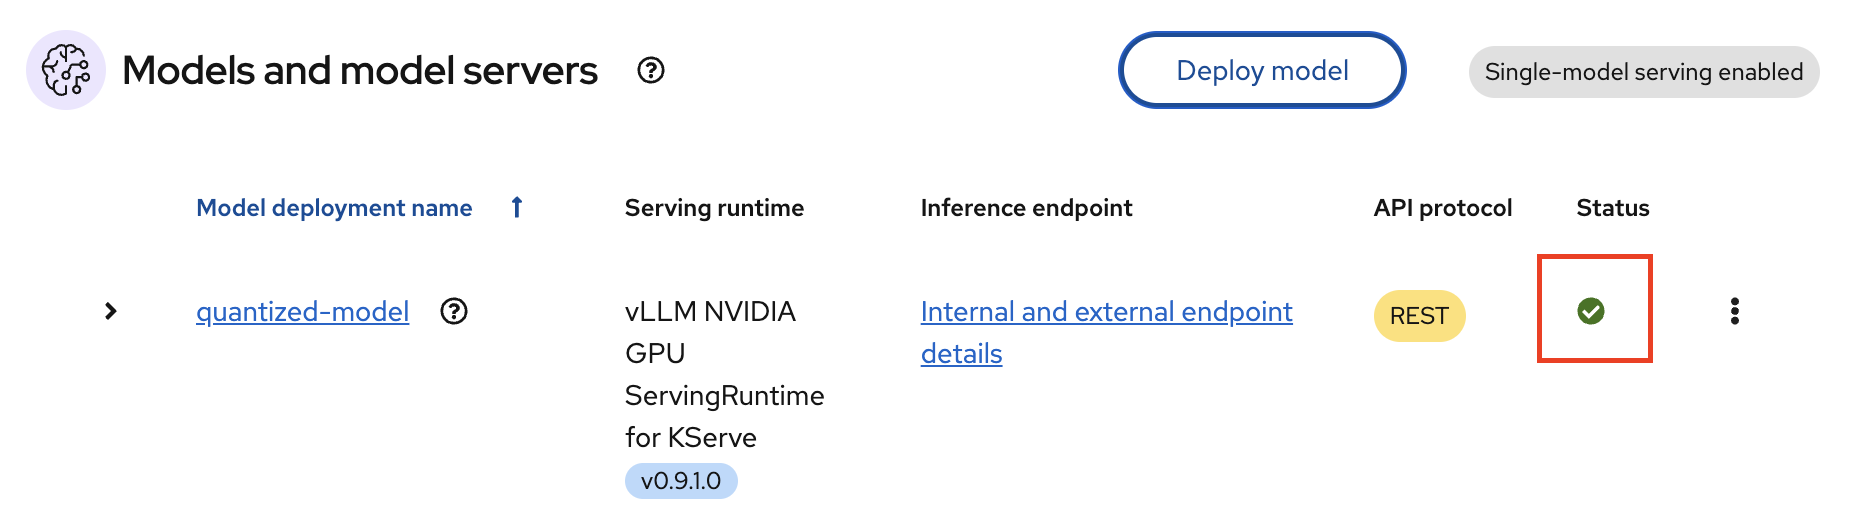 Models and model servers
Deploy model
Single-model serving enabled
Model deployment name
Serving runtime
Inference endpoint
API protocol
Status
quantized-model
vLLM NVIDIA
GPU
ServingRuntime
for KServe
v0.9.1.0
Internal and external endpoint
details
REST